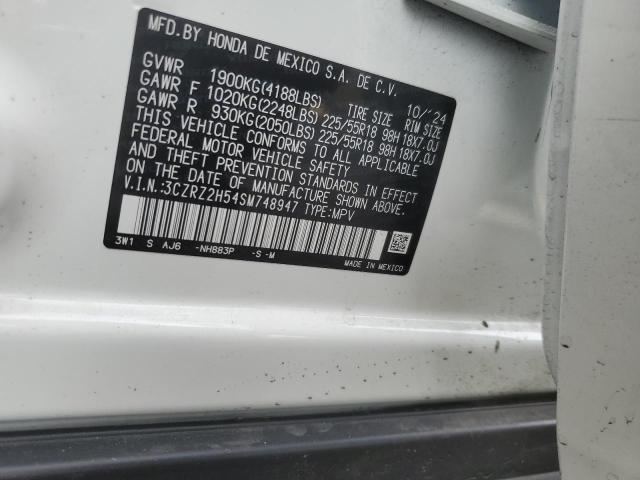 MFD.BY HONDA DE MEXICO S.A. DE C.V.
10/'24
GVWR 1900KG(4188LBS) TIRE SIZE RIM SIZE
GAWR F 1020KG(2248LBS) 225/55R18 98H 18X7.0J
GAWR R 930KG(2050LBS) 225/55R18 98H 18X7.0J
THIS VEHICLE CONFORMS TO ALL APPLICABLE
FEDERAL MOTOR VEHICLE SAFETY
AND THEFT PREVENTION STANDARDS IN EFFECT
ON THE DATE OF MANUFACTURE SHOWN ABOVE.
V.I.N.:3CZRZ2H54SM748947 TYPE:MPV
3W1 S AJ6 -NH883P -S -M
MADE IN MEXICO